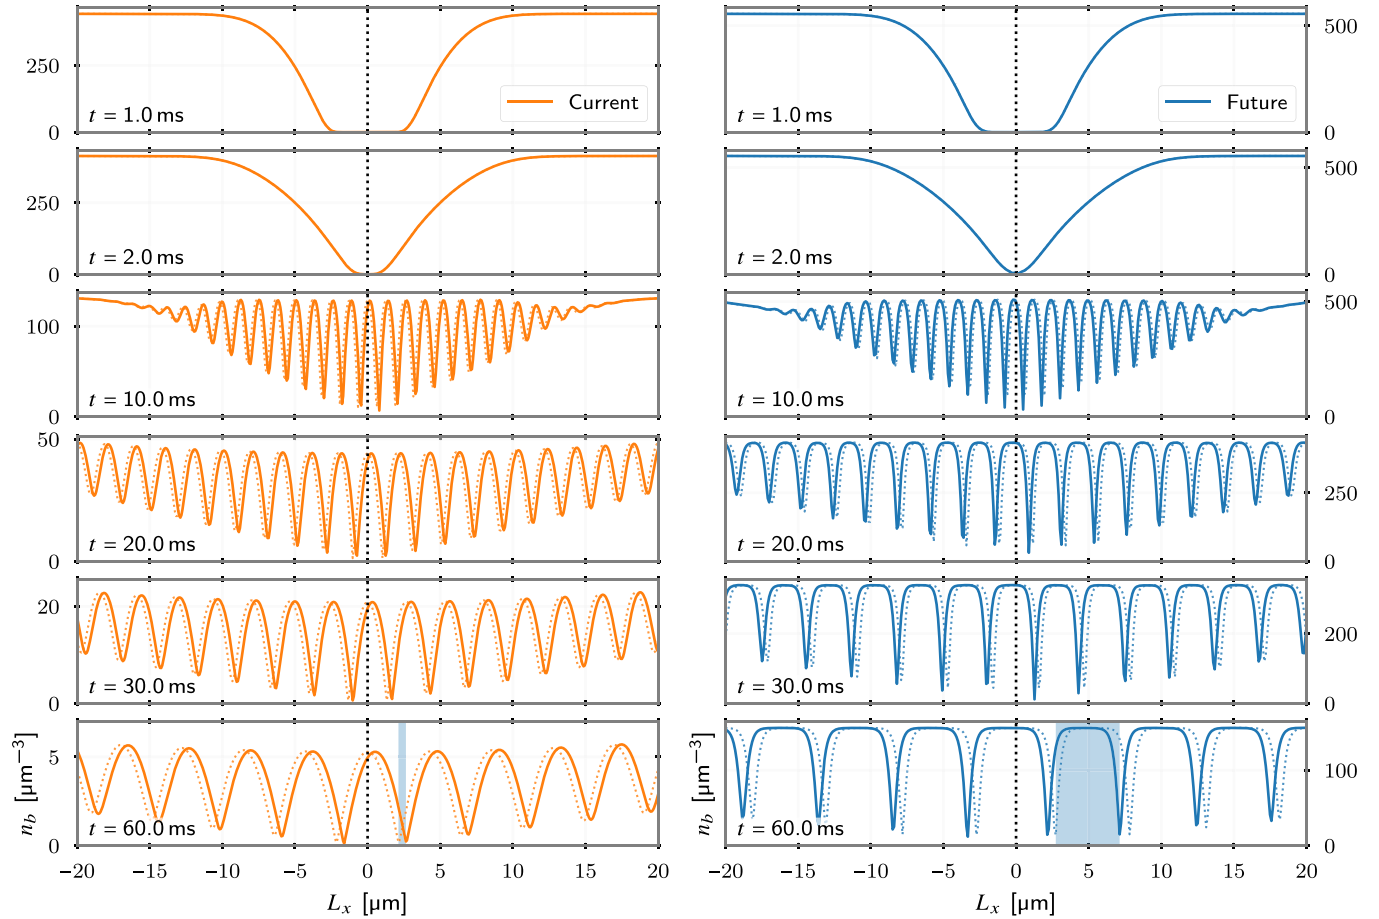 250
0
t = 1.0 ms
Current
500
0
t = 1.0 ms
Future
250
0
t = 2.0 ms
500
0
t = 2.0 ms
100
0
t = 10.0 ms
500
0
t = 10.0 ms
50
0
t = 20.0 ms
250
0
t = 20.0 ms
20
0
t = 30.0 ms
200
0
t = 30.0 ms
5
0
n_b [μm⁻³]
t = 60.0 ms
100
0
n_b [μm⁻³]
t = 60.0 ms
−20 −15 −10 −5 0 5 10 15 20
L_x [μm]
−20 −15 −10 −5 0 5 10 15 20
L_x [μm]